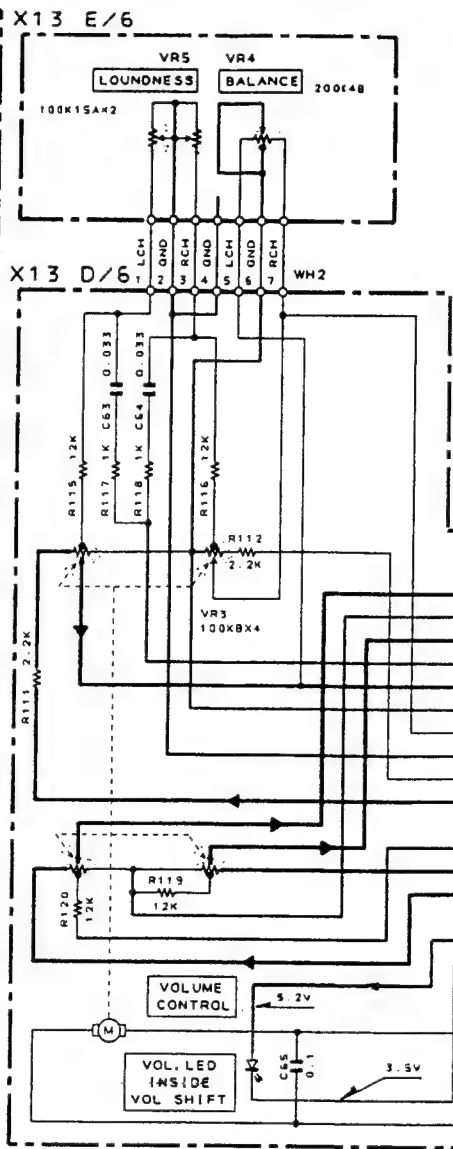 X13 E/6
VR5
VR4
LOUNDNESS
BALANCE
200K4B
100K15AX2
LCH
GND
RCH
GND
LCH
GND
RCH
X13 D/6
1
2
3
4
5
6
7
WH2
0.033
0.033
C63
C64
12K
1K
1K
12K
R115
R117
R118
R116
R112
2.2K
VR3
100KBX4
2.2K
R111
R119
12K
R120
12K
VOLUME
CONTROL
5.2V
M
VOL.LED
INSIDE
VOL SHIFT
C65
0.1
3.5V